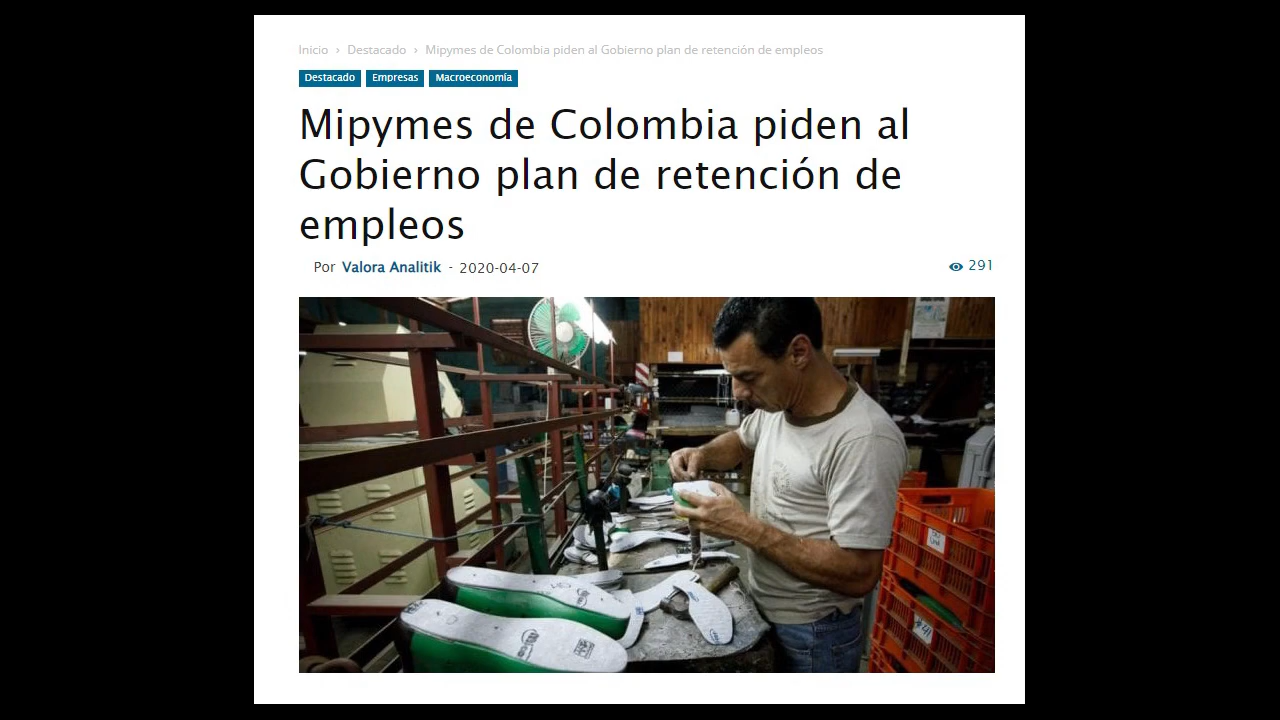 Inicio › Destacado › Mipymes de Colombia piden al Gobierno plan de retención de empleos
Destacado Empresas Macroeconomía
Mipymes de Colombia piden al
Gobierno plan de retención de
empleos
Por Valora Analitik - 2020-04-07
291